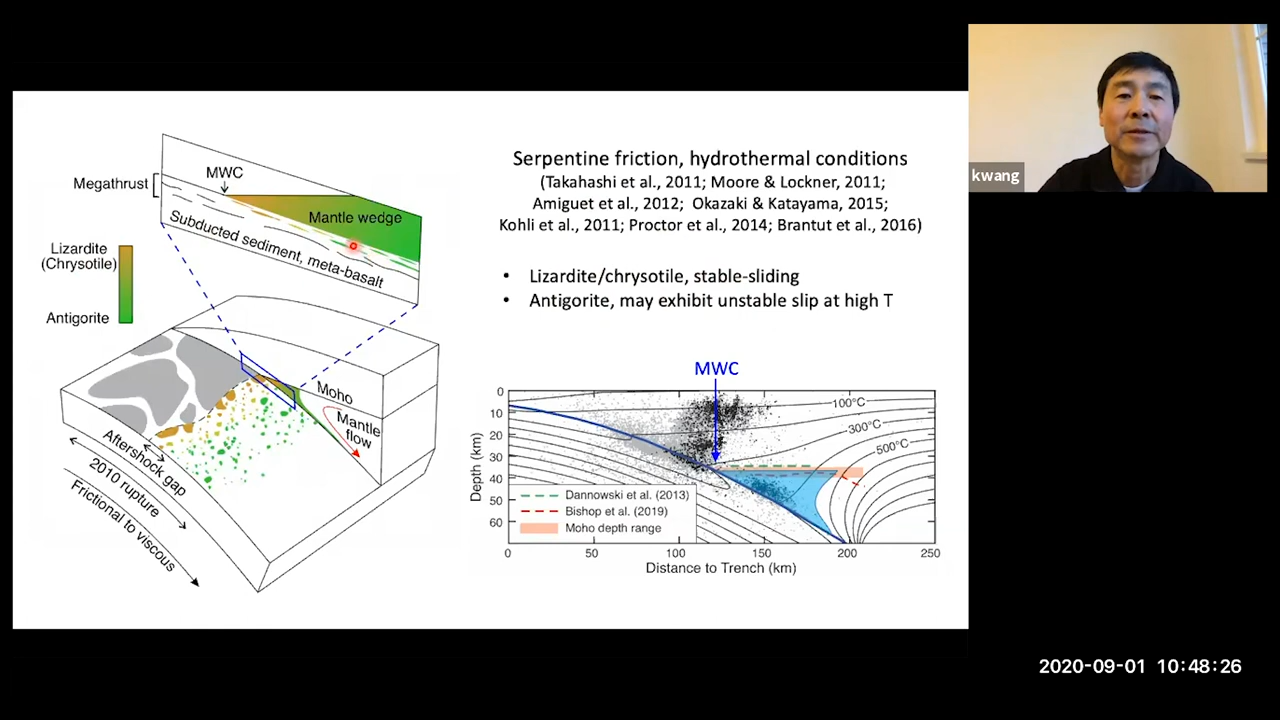 MWC
Megathrust
Mantle wedge
Subducted sediment, meta-basalt
Lizardite
(Chrysotile)
Antigorite
Moho
Mantle
flow
Aftershock gap
2010 rupture
Frictional to viscous
Serpentine friction, hydrothermal conditions
(Takahashi et al., 2011; Moore & Lockner, 2011;
Amiguet et al., 2012; Okazaki & Katayama, 2015;
Kohli et al., 2011; Proctor et al., 2014; Brantut et al., 2016)
• Lizardite/chrysotile, stable-sliding
• Antigorite, may exhibit unstable slip at high T
MWC
0
10
20
30
40
50
60
Depth (km)
100°C
300°C
500°C
Dannowski et al. (2013)
Bishop et al. (2019)
Moho depth range
0 50 100 150 200 250
Distance to Trench (km)
kwang
2020-09-01 10:48:26